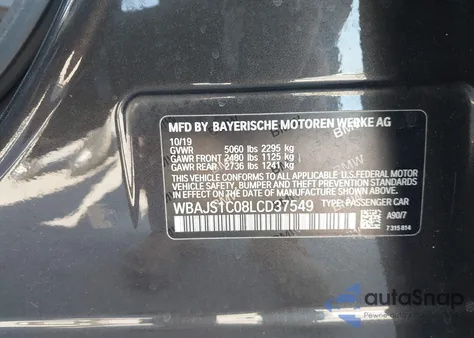 MFD BY BAYERISCHE MOTOREN WERKE AG
10/19
GVWR 5060 lbs 2295 kg
GAWR FRONT 2480 lbs 1125 kg
GAWR REAR 2736 lbs 1241 kg
THIS VEHICLE CONFORMS TO ALL APPLICABLE U.S.FEDERAL MOTOR
VEHICLE SAFETY, BUMPER, AND THEFT PREVENTION STANDARDS
IN EFFECT ON THE DATE OF MANUFACTURE SHOWN ABOVE.
WBAJS1C08LCD37549 TYPE: PASSENGER CAR
A90/7
7 315 814
autoSnap